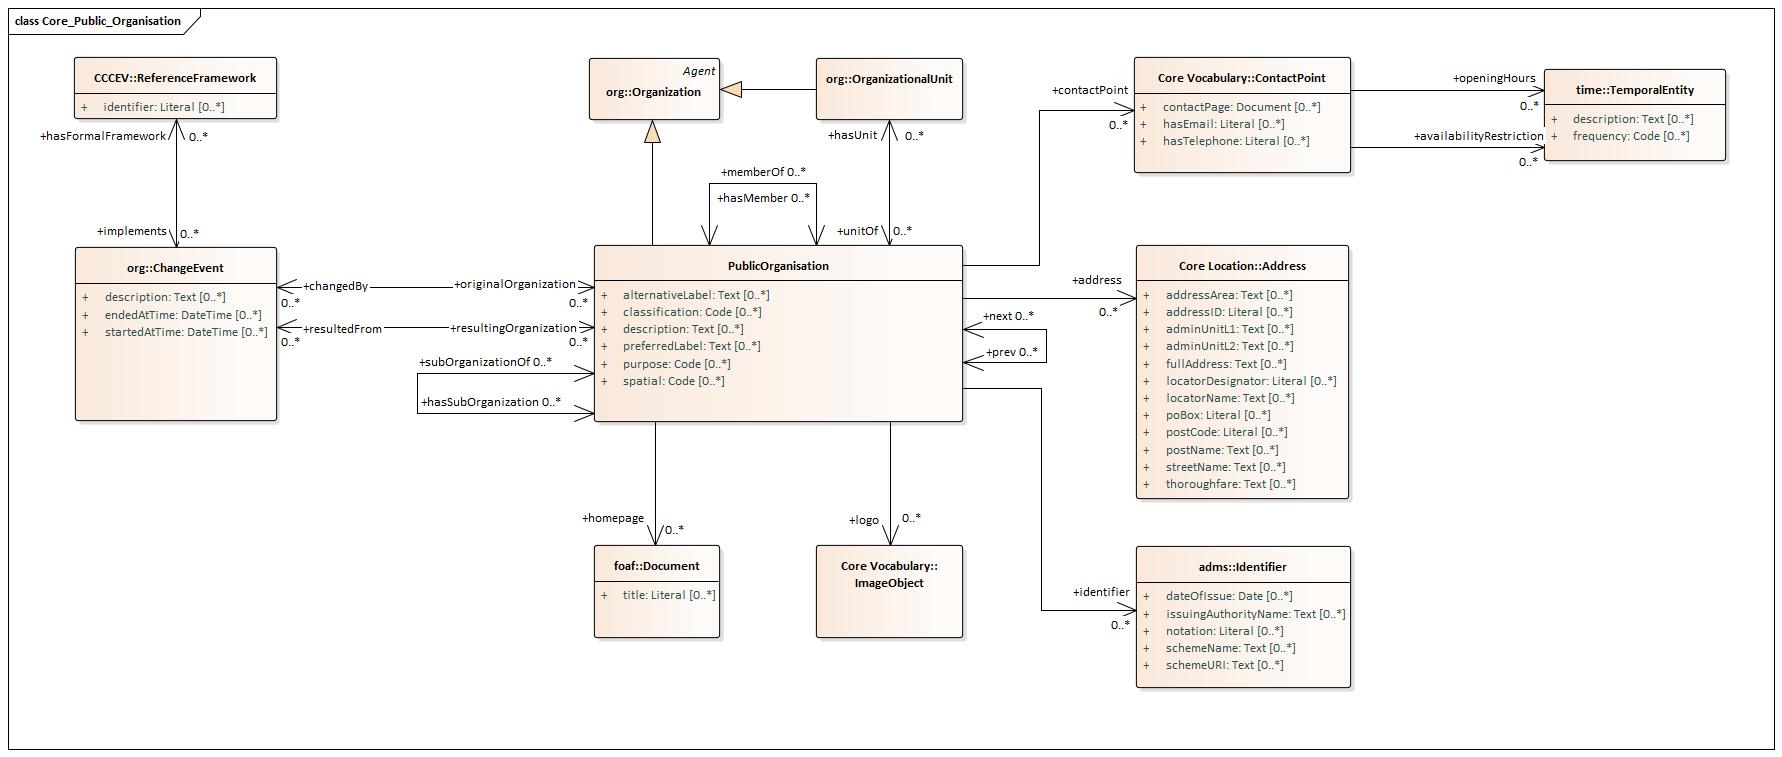 class Core_Public_Organisation
CCCEV::ReferenceFramework
+ identifier: Literal [0..*]
+hasFormalFramework
0..*
+implements
0..*
org::ChangeEvent
+ description: Text [0..*]
+ endedAtTime: DateTime [0..*]
+ startedAtTime: DateTime [0..*]
Agent
org::Organization
org::OrganizationalUnit
+hasUnit
0..*
+memberOf 0..*
+hasMember 0..*
+unitOf
0..*
+changedBy
0..*
+originalOrganization
0..*
+resultedFrom
0..*
+resultingOrganization
0..*
+subOrganizationOf 0..*
+hasSubOrganization 0..*
PublicOrganisation
+ alternativeLabel: Text [0..*]
+ classification: Code [0..*]
+ description: Text [0..*]
+ preferredLabel: Text [0..*]
+ purpose: Code [0..*]
+ spatial: Code [0..*]
+next 0..*
+prev 0..*
+contactPoint
0..*
Core Vocabulary::ContactPoint
+ contactPage: Document [0..*]
+ hasEmail: Literal [0..*]
+ hasTelephone: Literal [0..*]
+openingHours
0..*
+availabilityRestriction
0..*
time::TemporalEntity
+ description: Text [0..*]
+ frequency: Code [0..*]
+address
0..*
Core Location::Address
+ addressArea: Text [0..*]
+ addressID: Literal [0..*]
+ adminUnitL1: Text [0..*]
+ adminUnitL2: Text [0..*]
+ fullAddress: Text [0..*]
+ locatorDesignator: Literal [0..*]
+ locatorName: Text [0..*]
+ poBox: Literal [0..*]
+ postCode: Literal [0..*]
+ postName: Text [0..*]
+ streetName: Text [0..*]
+ thoroughfare: Text [0..*]
+homepage
0..*
foaf::Document
+ title: Literal [0..*]
+logo
0..*
Core Vocabulary::
ImageObject
+identifier
0..*
adms::Identifier
+ dateOfIssue: Date [0..*]
+ issuingAuthorityName: Text [0..*]
+ notation: Literal [0..*]
+ schemeName: Text [0..*]
+ schemeURI: Text [0..*]